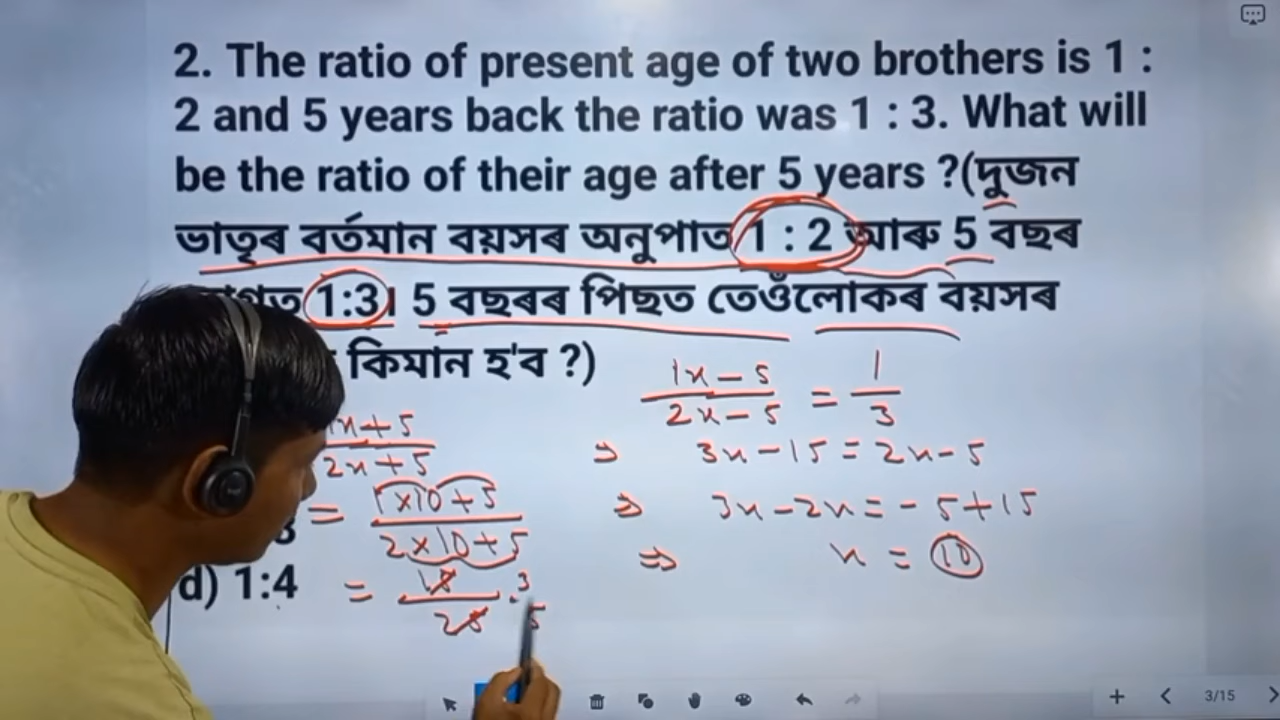 2. The ratio of present age of two brothers is 1 :
2 and 5 years back the ratio was 1 : 3. What will
be the ratio of their age after 5 years ?(দুজন
ভাতৃৰ বৰ্তমান বয়সৰ অনুপাত 1 : 2 আৰু 5 বছৰ
1:3। 5 বছৰৰ পিছত তেওঁলোকৰ বয়সৰ
কিমান হ'ব ?)
1x-5 / 2x-5 = 1/3
⇒ 3x-15 = 2x-5
⇒ 3x-2x = -5+15
⇒ x = 10
x+5 / 2x+5
= 1×10+5 / 2×10+5
d) 1:4
= 15/25 3 5
3/15